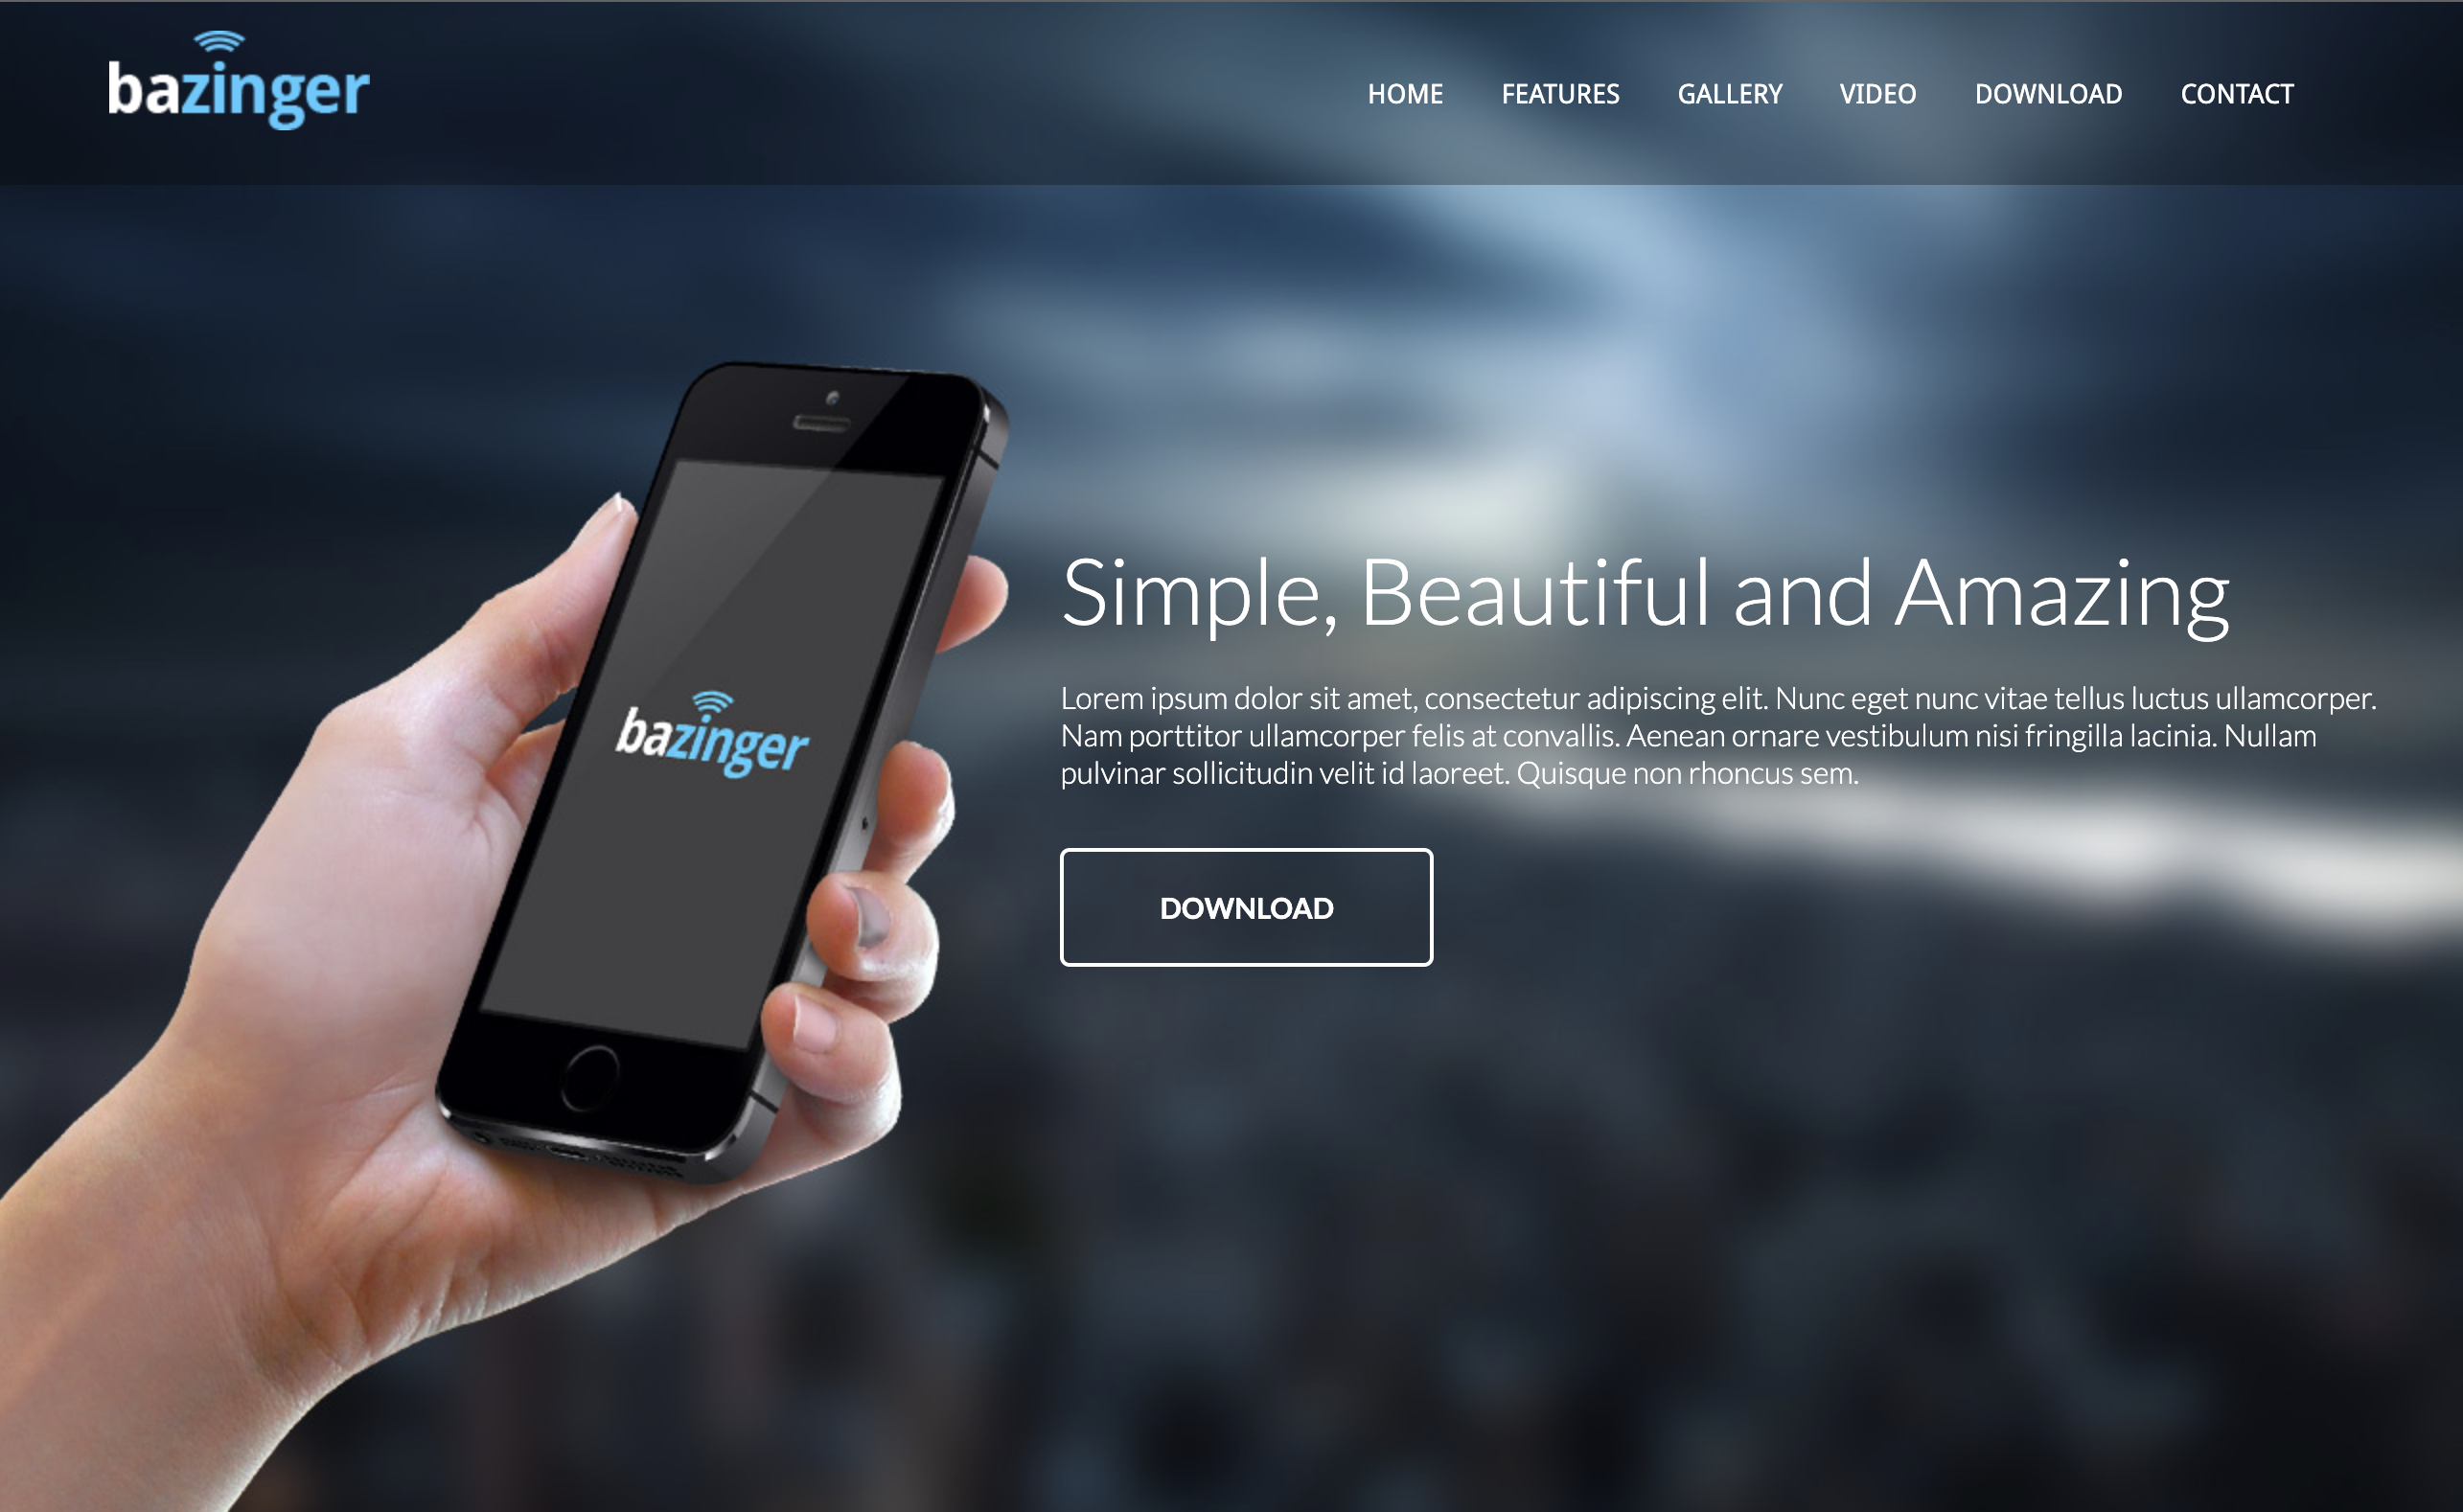 bazinger
HOME FEATURES GALLERY VIDEO DOWNLOAD CONTACT
Simple, Beautiful and Amazing
Lorem ipsum dolor sit amet, consectetur adipiscing elit. Nunc eget nunc vitae tellus luctus ullamcorper.
Nam porttitor ullamcorper felis at convallis. Aenean ornare vestibulum nisi fringilla lacinia. Nullam
pulvinar sollicitudin velit id laoreet. Quisque non rhoncus sem.
bazinger
DOWNLOAD